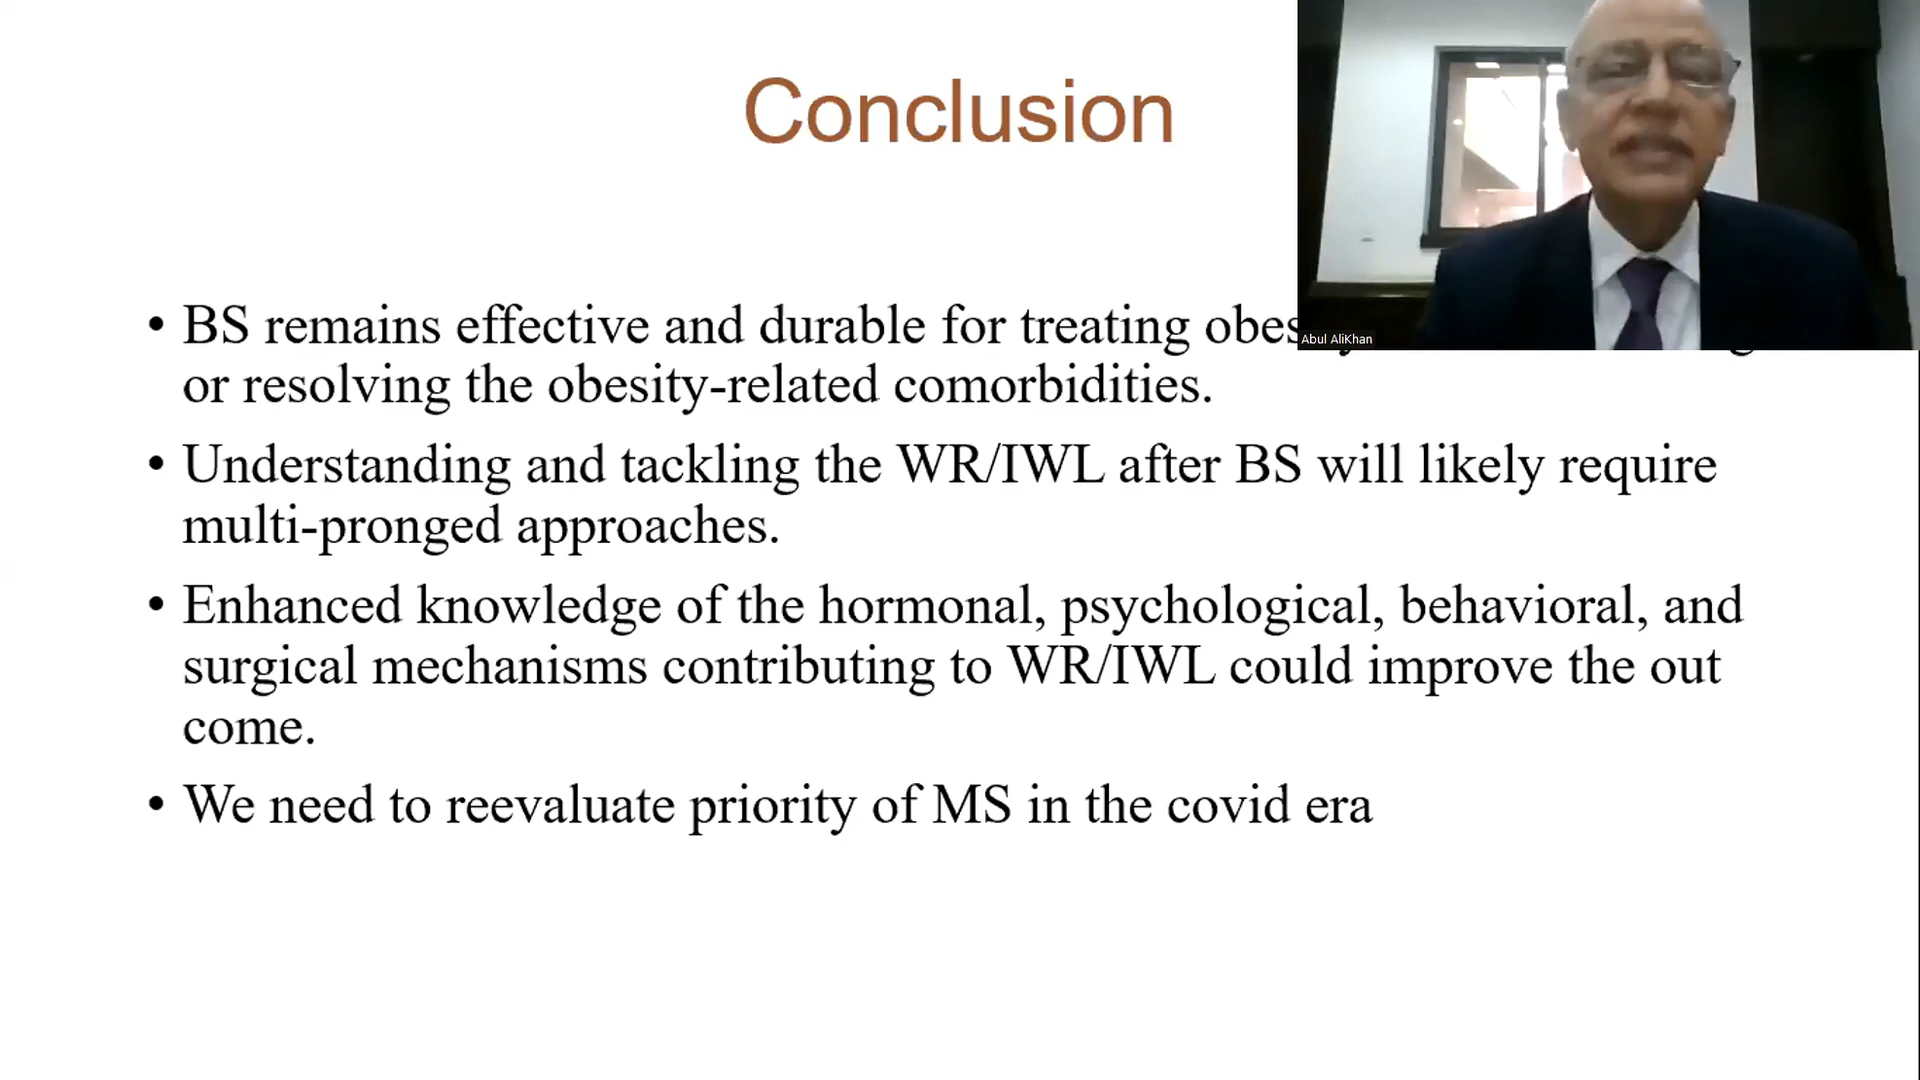 Conclusion
• BS remains effective and durable for treating
or resolving the obesity-related comorbidities.
• Understanding and tackling the WR/IWL after BS will likely require
multi-pronged approaches.
• Enhanced knowledge of the hormonal, psychological, behavioral, and
surgical mechanisms contributing to WR/IWL could improve the out
come.
• We need to reevaluate priority of MS in the covid era
Abul AliKhan